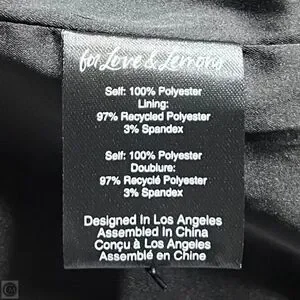 for Love & Lemons
Self: 100% Polyester
Lining:
97% Recycled Polyester
3% Spandex
Self: 100% Polyester
Doublure:
97% Recyclé Polyester
3% Spandex
Designed In Los Angeles
Assembled In China
Conçu à Los Angeles
Assemblé en Chine